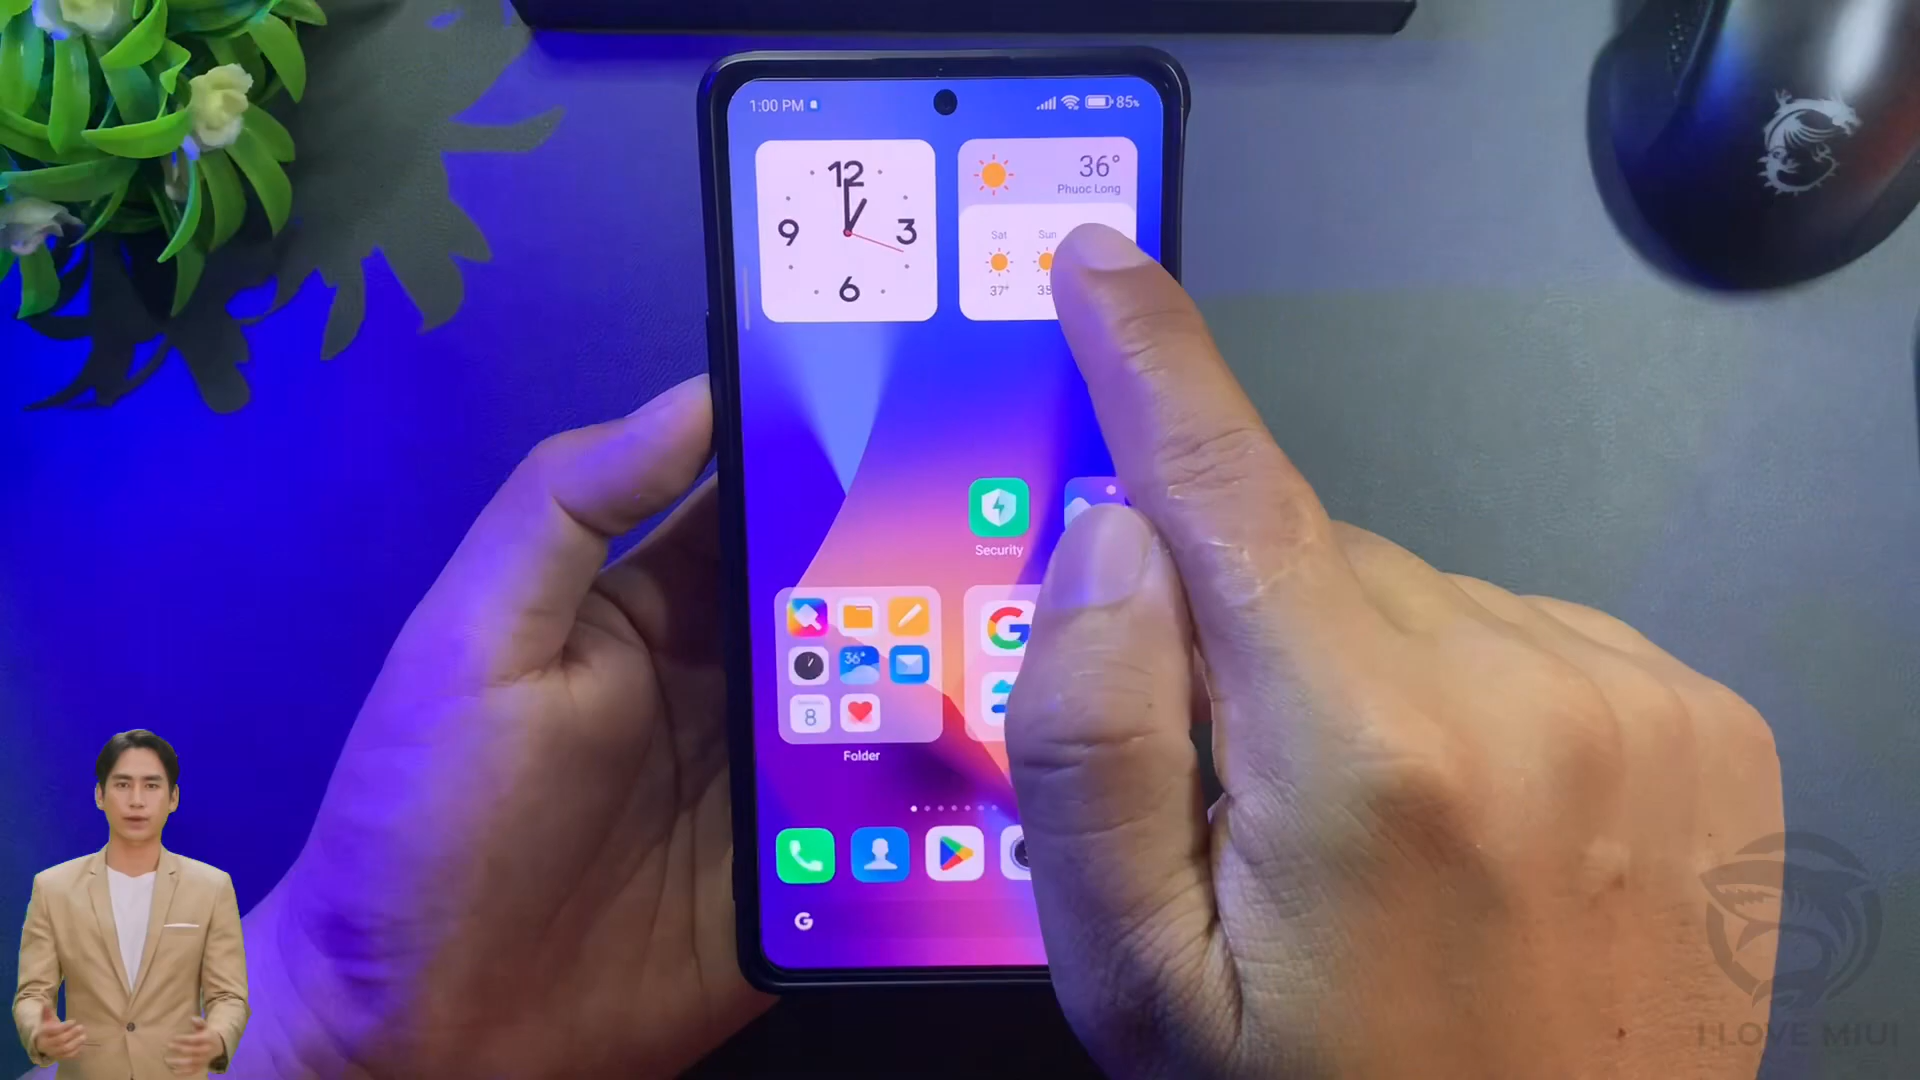 1:00 PM
85%
12
9
3
6
36°
Phuoc Long
Sat
Sun
37°
Security
36°
8
Folder
G
I LOVE MIUI